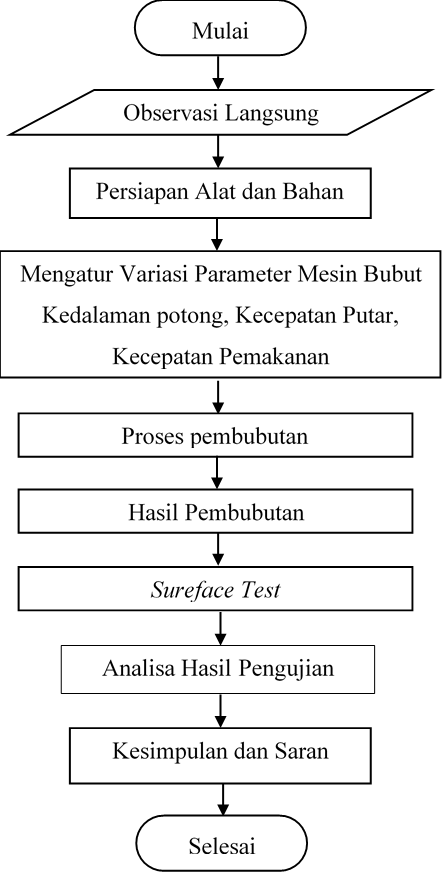 Mulai
Observasi Langsung
Persiapan Alat dan Bahan
Mengatur Variasi Parameter Mesin Bubut
Kedalaman potong, Kecepatan Putar,
Kecepatan Pemakanan
Proses pembubutan
Hasil Pembubutan
Sureface Test
Analisa Hasil Pengujian
Kesimpulan dan Saran
Selesai